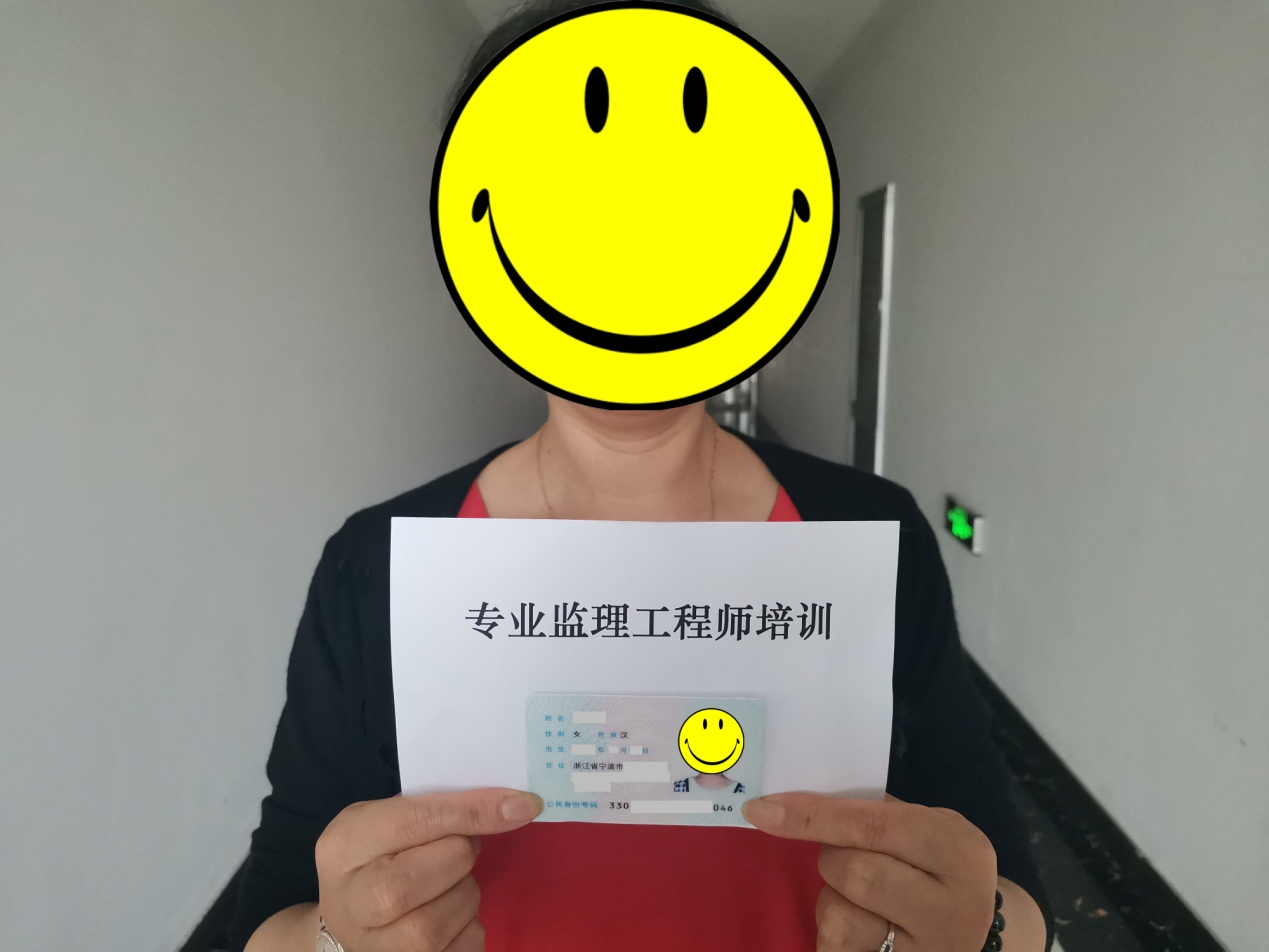 专业监理工程师培训
姓名
性别 女 民族 汉
出生 年 月 日
住址 浙江省宁波市
公民身份号码 330 046